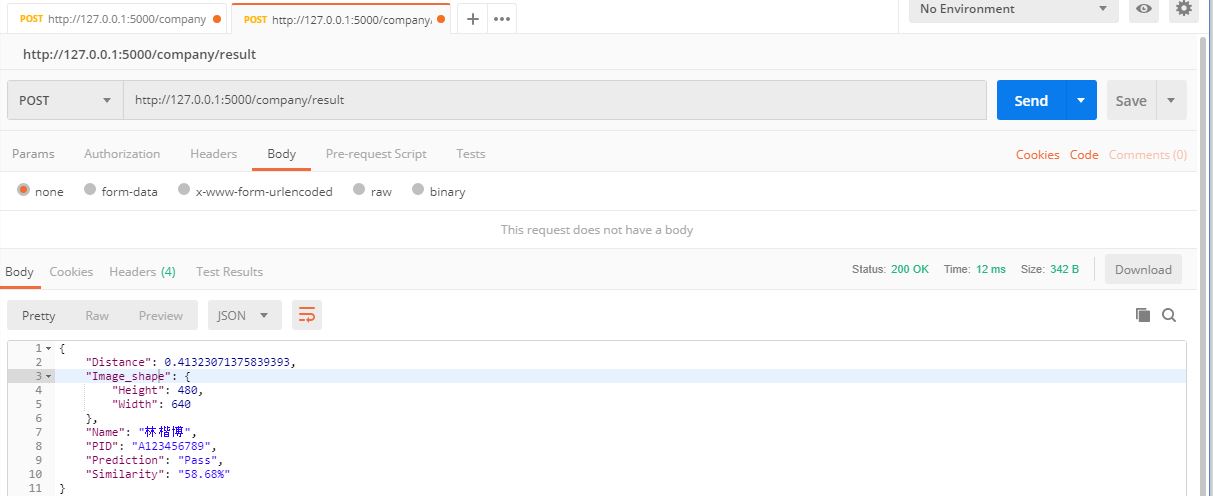 POST http://127.0.0.1:5000/company POST http://127.0.0.1:5000/company, No Environment
http://127.0.0.1:5000/company/result
POST http://127.0.0.1:5000/company/result Send Save
Params Authorization Headers Body Pre-request Script Tests Cookies Code Comments (0)
none form-data x-www-form-urlencoded raw binary
This request does not have a body
Body Cookies Headers (4) Test Results Status: 200 OK Time: 12 ms Size: 342 B Download
Pretty Raw Preview JSON
1 {
2 "Distance": 0.41323071375839393,
3 "Image_shape": {
4 "Height": 480,
5 "Width": 640
6 },
7 "Name": "林楷博",
8 "PID": "A123456789",
9 "Prediction": "Pass",
10 "Similarity": "58.68%"
11 }